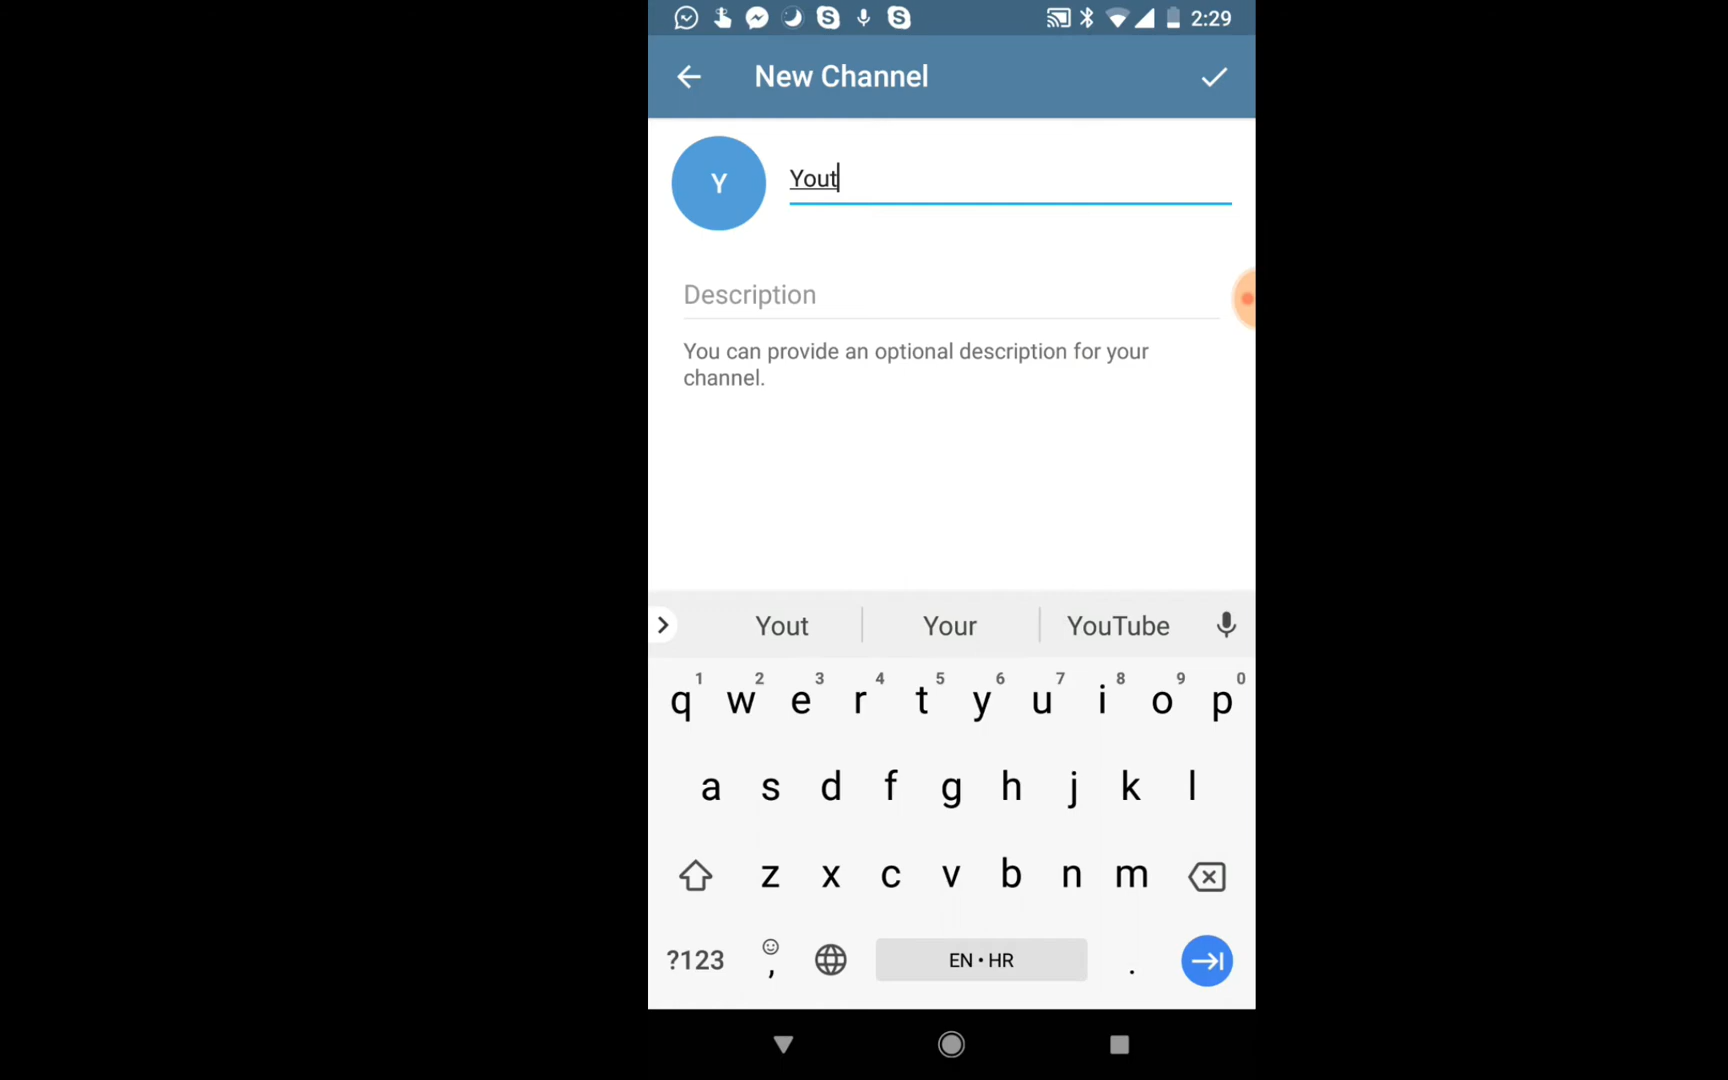 2:29
New Channel
Y
Yout
Description
You can provide an optional description for your
channel.
Yout Your YouTube
1 2 3 4 5 6 7 8 9 0
q w e r t y u i o p
a s d f g h j k l
z x c v b n m
?123 , EN • HR .